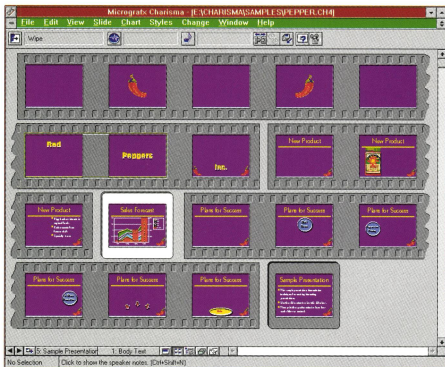 Micrografx Charisma - [E:\CHARISMA\SAMPLES\PEPPER.CH4]
File Edit View Slide Chart Styles Change Window Help
Wipe
Red
Peppers
Inc.
New Product
New Product
New Product
Sales Forecast
Plans for Success
Plans for Success
Plans for Success
Plans for Success
Plans for Success
Plans for Success
Sample Presentation
5: Sample Presentation
1. Body Text
No Selection
Click to show the speaker notes. [Ctrl+Shift+N]